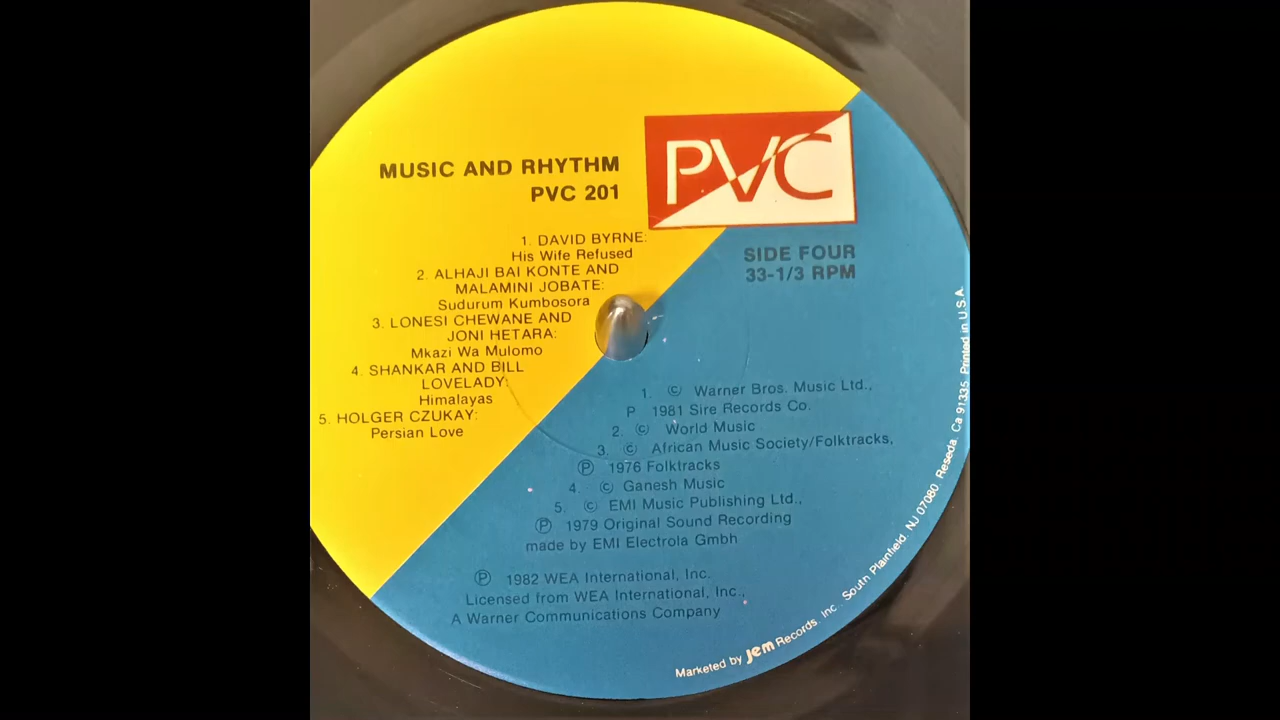 PVC
MUSIC AND RHYTHM
PVC 201
1. DAVID BYRNE:
His Wife Refused
2. ALHAJI BAI KONTE AND
MALAMINI JOBATE:
Sudurum Kumbosora
3. LONESI CHEWANE AND
JONI HETARA:
Mkazi Wa Mulomo
4. SHANKAR AND BILL
LOVELADY:
Himalayas
5. HOLGER CZUKAY:
Persian Love
SIDE FOUR
33-1/3 RPM
1. © Warner Bros. Music Ltd.,
P 1981 Sire Records Co.
2. © World Music
3. © African Music Society/Folktracks,
Ⓟ 1976 Folktracks
4. © Ganesh Music
5. © EMI Music Publishing Ltd.,
Ⓟ 1979 Original Sound Recording
made by EMI Electrola Gmbh
Ⓟ 1982 WEA International, Inc.
Licensed from WEA International, Inc.,
A Warner Communications Company
Marketed by Jem Records, Inc. South Plainfield, NJ 07080 Reseda, Ca 91335 Printed in U.S.A.